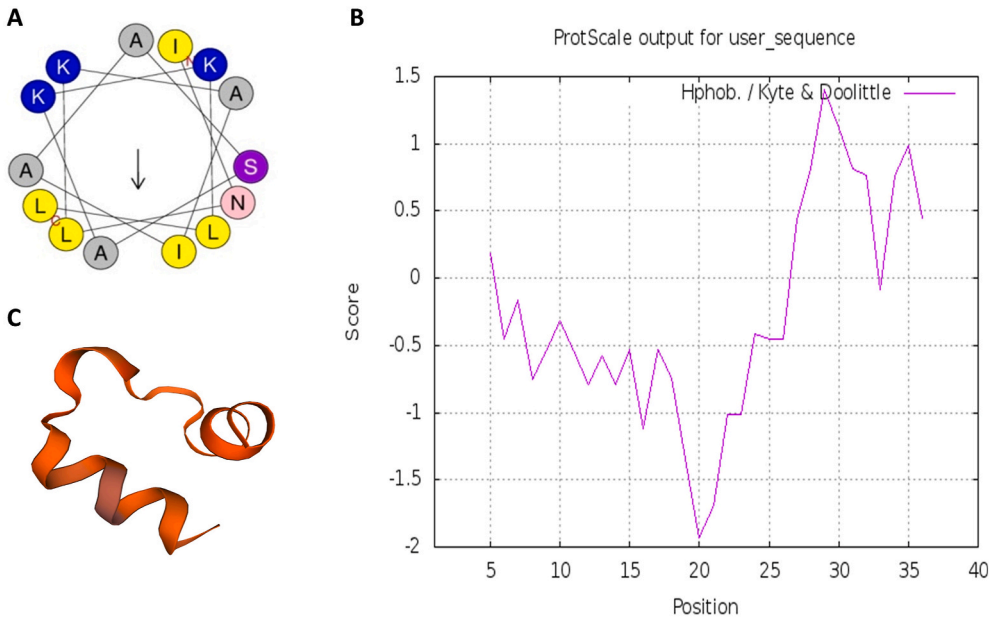 A
A
I
N
K
K
K
A
A
S
L
C
L
N
L
A
I
B
ProtScale output for user_sequence
Hphob. / Kyte & Doolittle
1.5
1
0.5
0
-0.5
-1
-1.5
-2
Score
5
10
15
20
25
30
35
40
Position
C